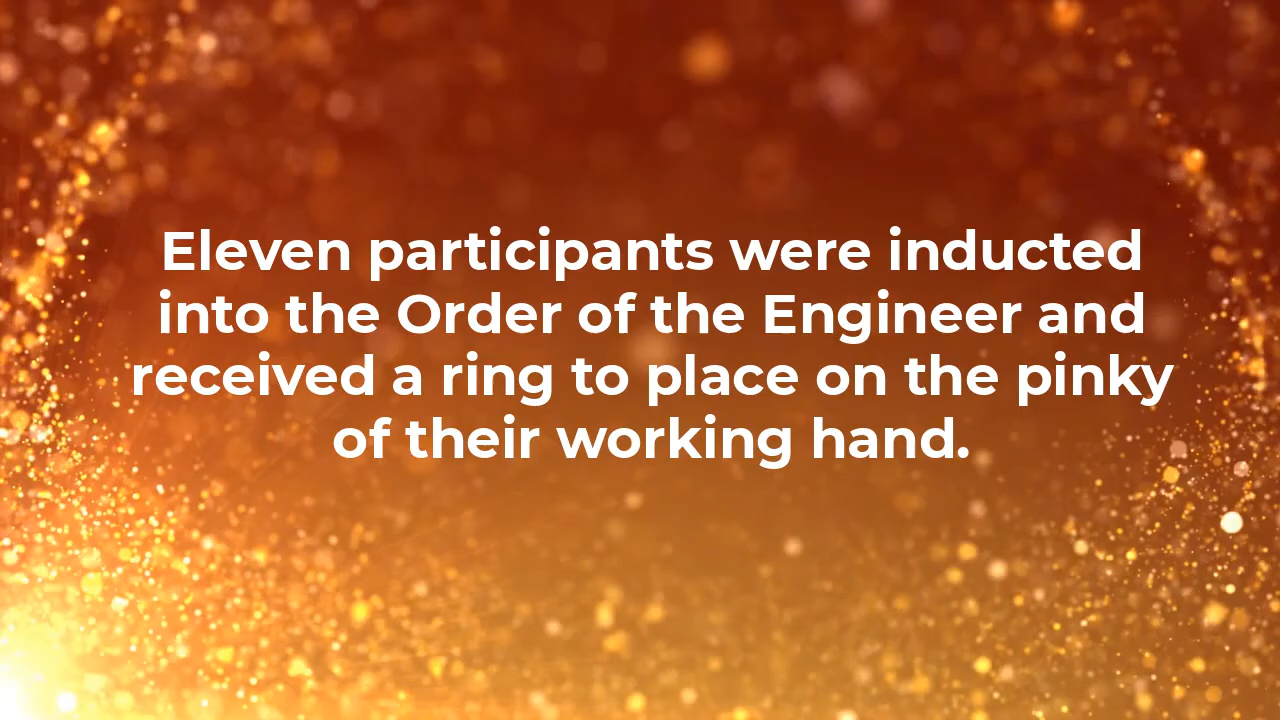 Eleven participants were inducted
into the Order of the Engineer and
received a ring to place on the pinky
of their working hand.